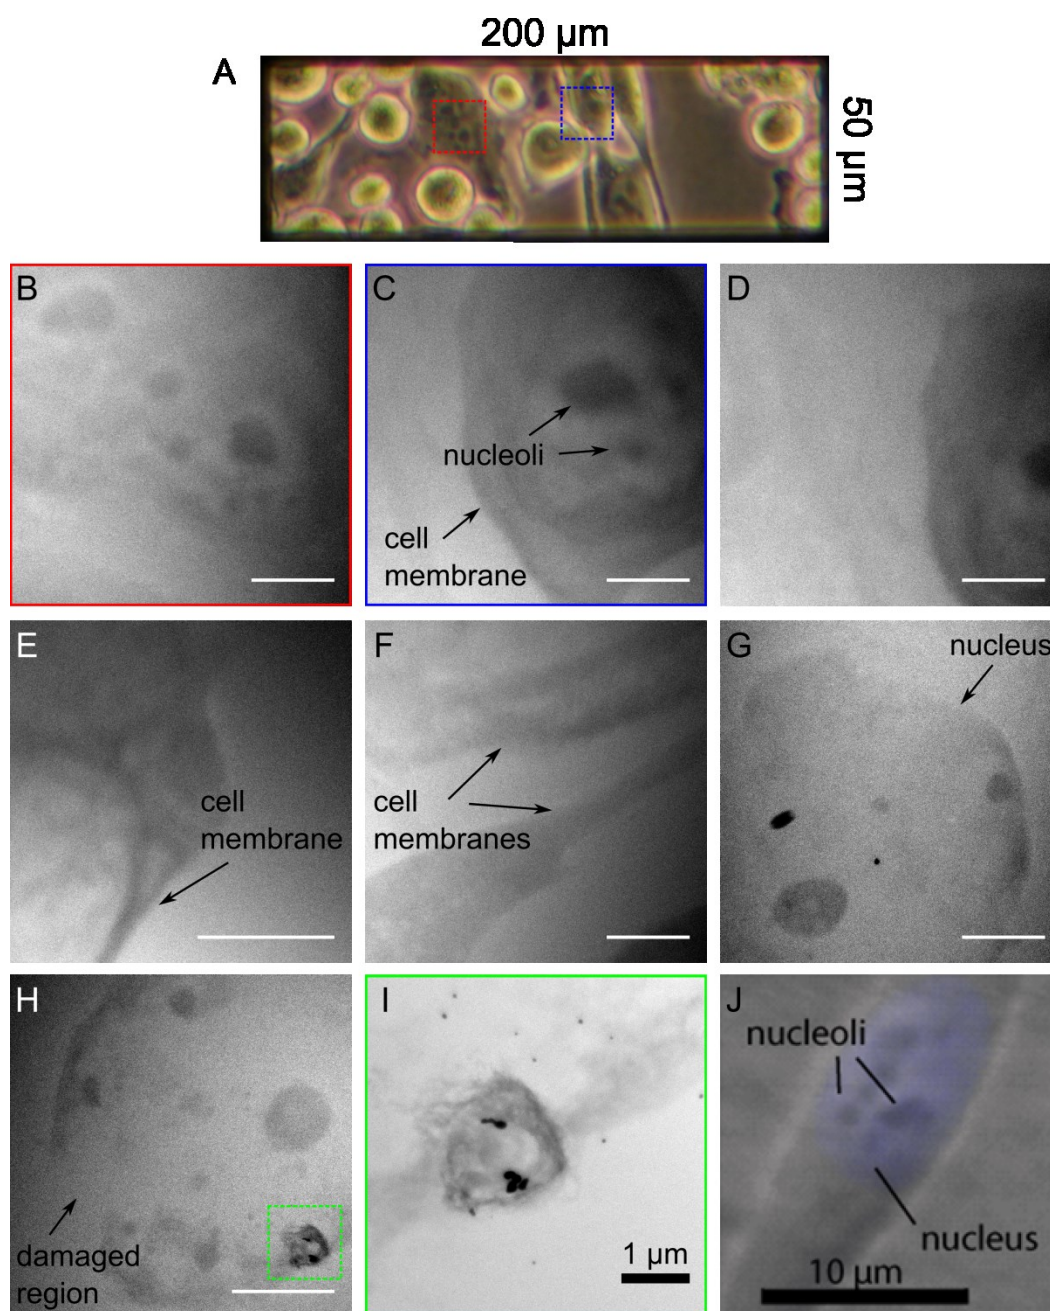 200 µm
A
50 µm
B
C
nucleoli
cell
membrane
D
E
cell
membrane
F
cell
membranes
G
nucleus
H
damaged
region
I
1 µm
J
nucleoli
nucleus
10 µm